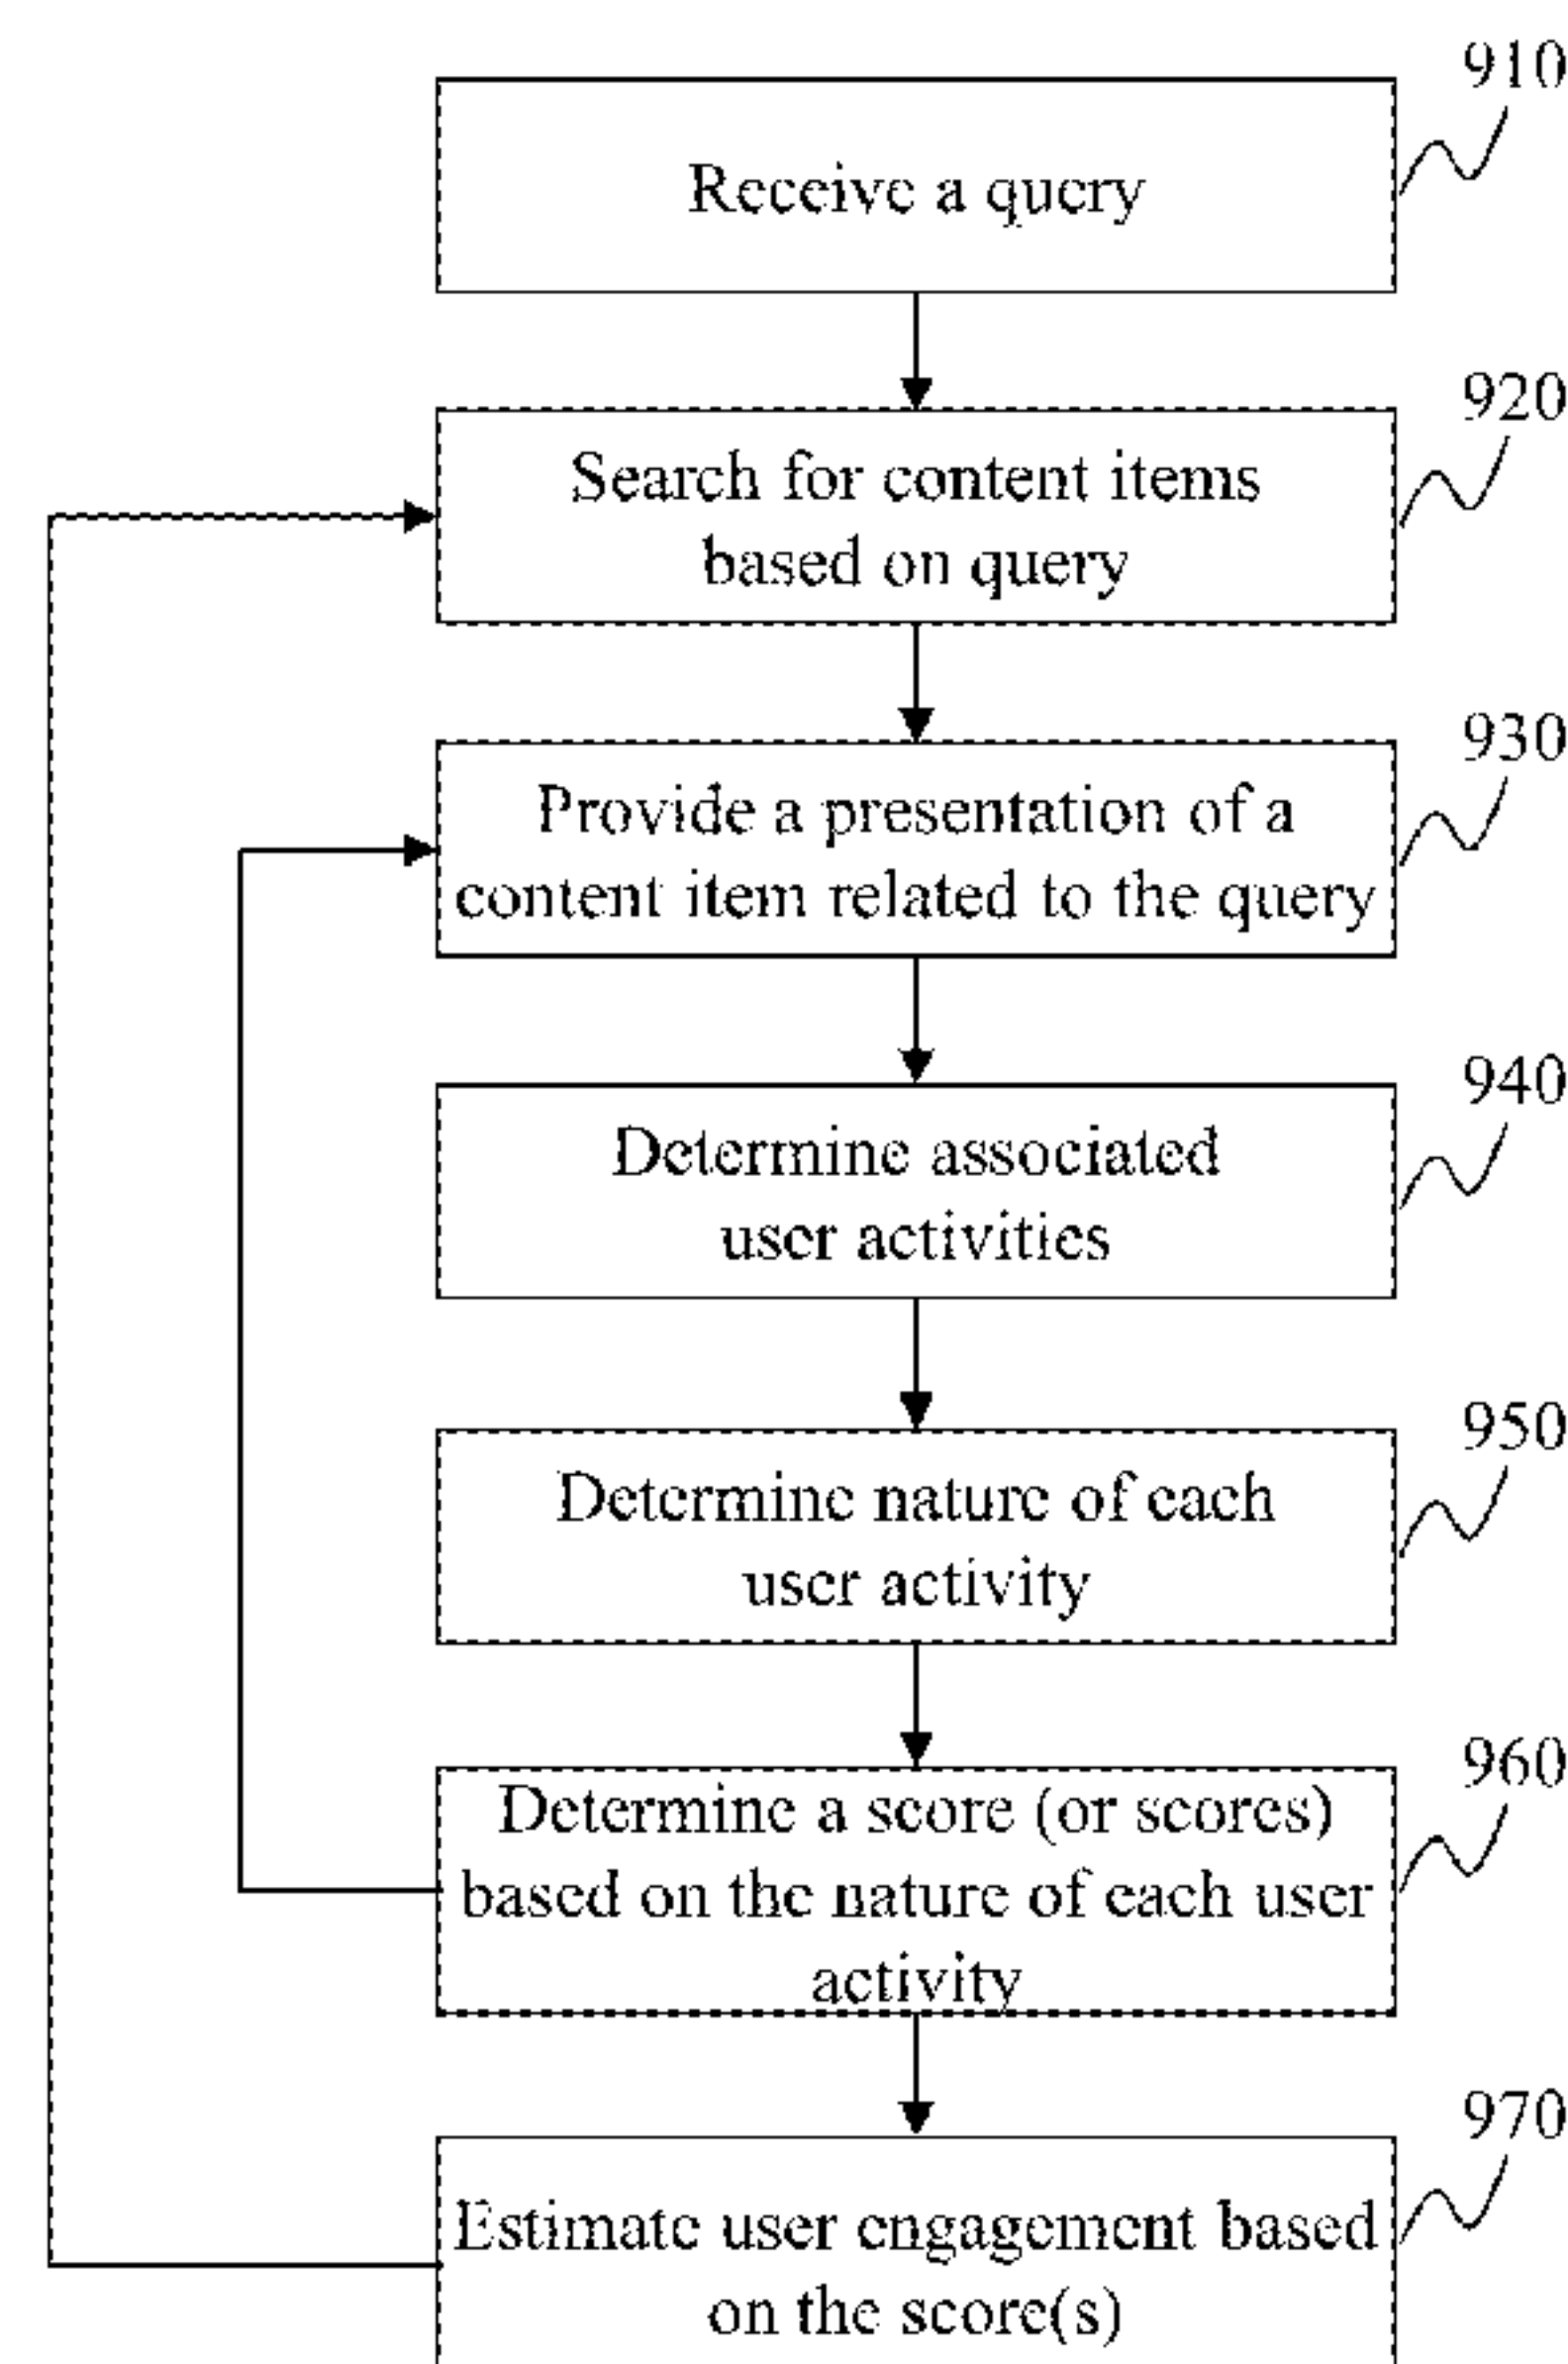 910
Receive a query
920
Search for content items
based on query
930
Provide a presentation of a
content item related to the query
940
Determine associated
user activities
950
Determine nature of each
user activity
960
Determine a score (or scores)
based on the nature of each user
activity
970
Estimate user engagement based
on the score(s)